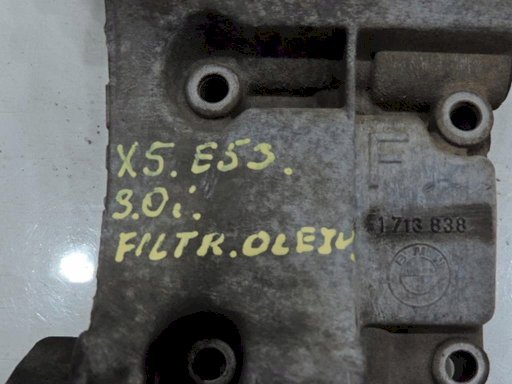 X5. E53.
3.0i.
FILTR. OLEJU
F
1 713 838